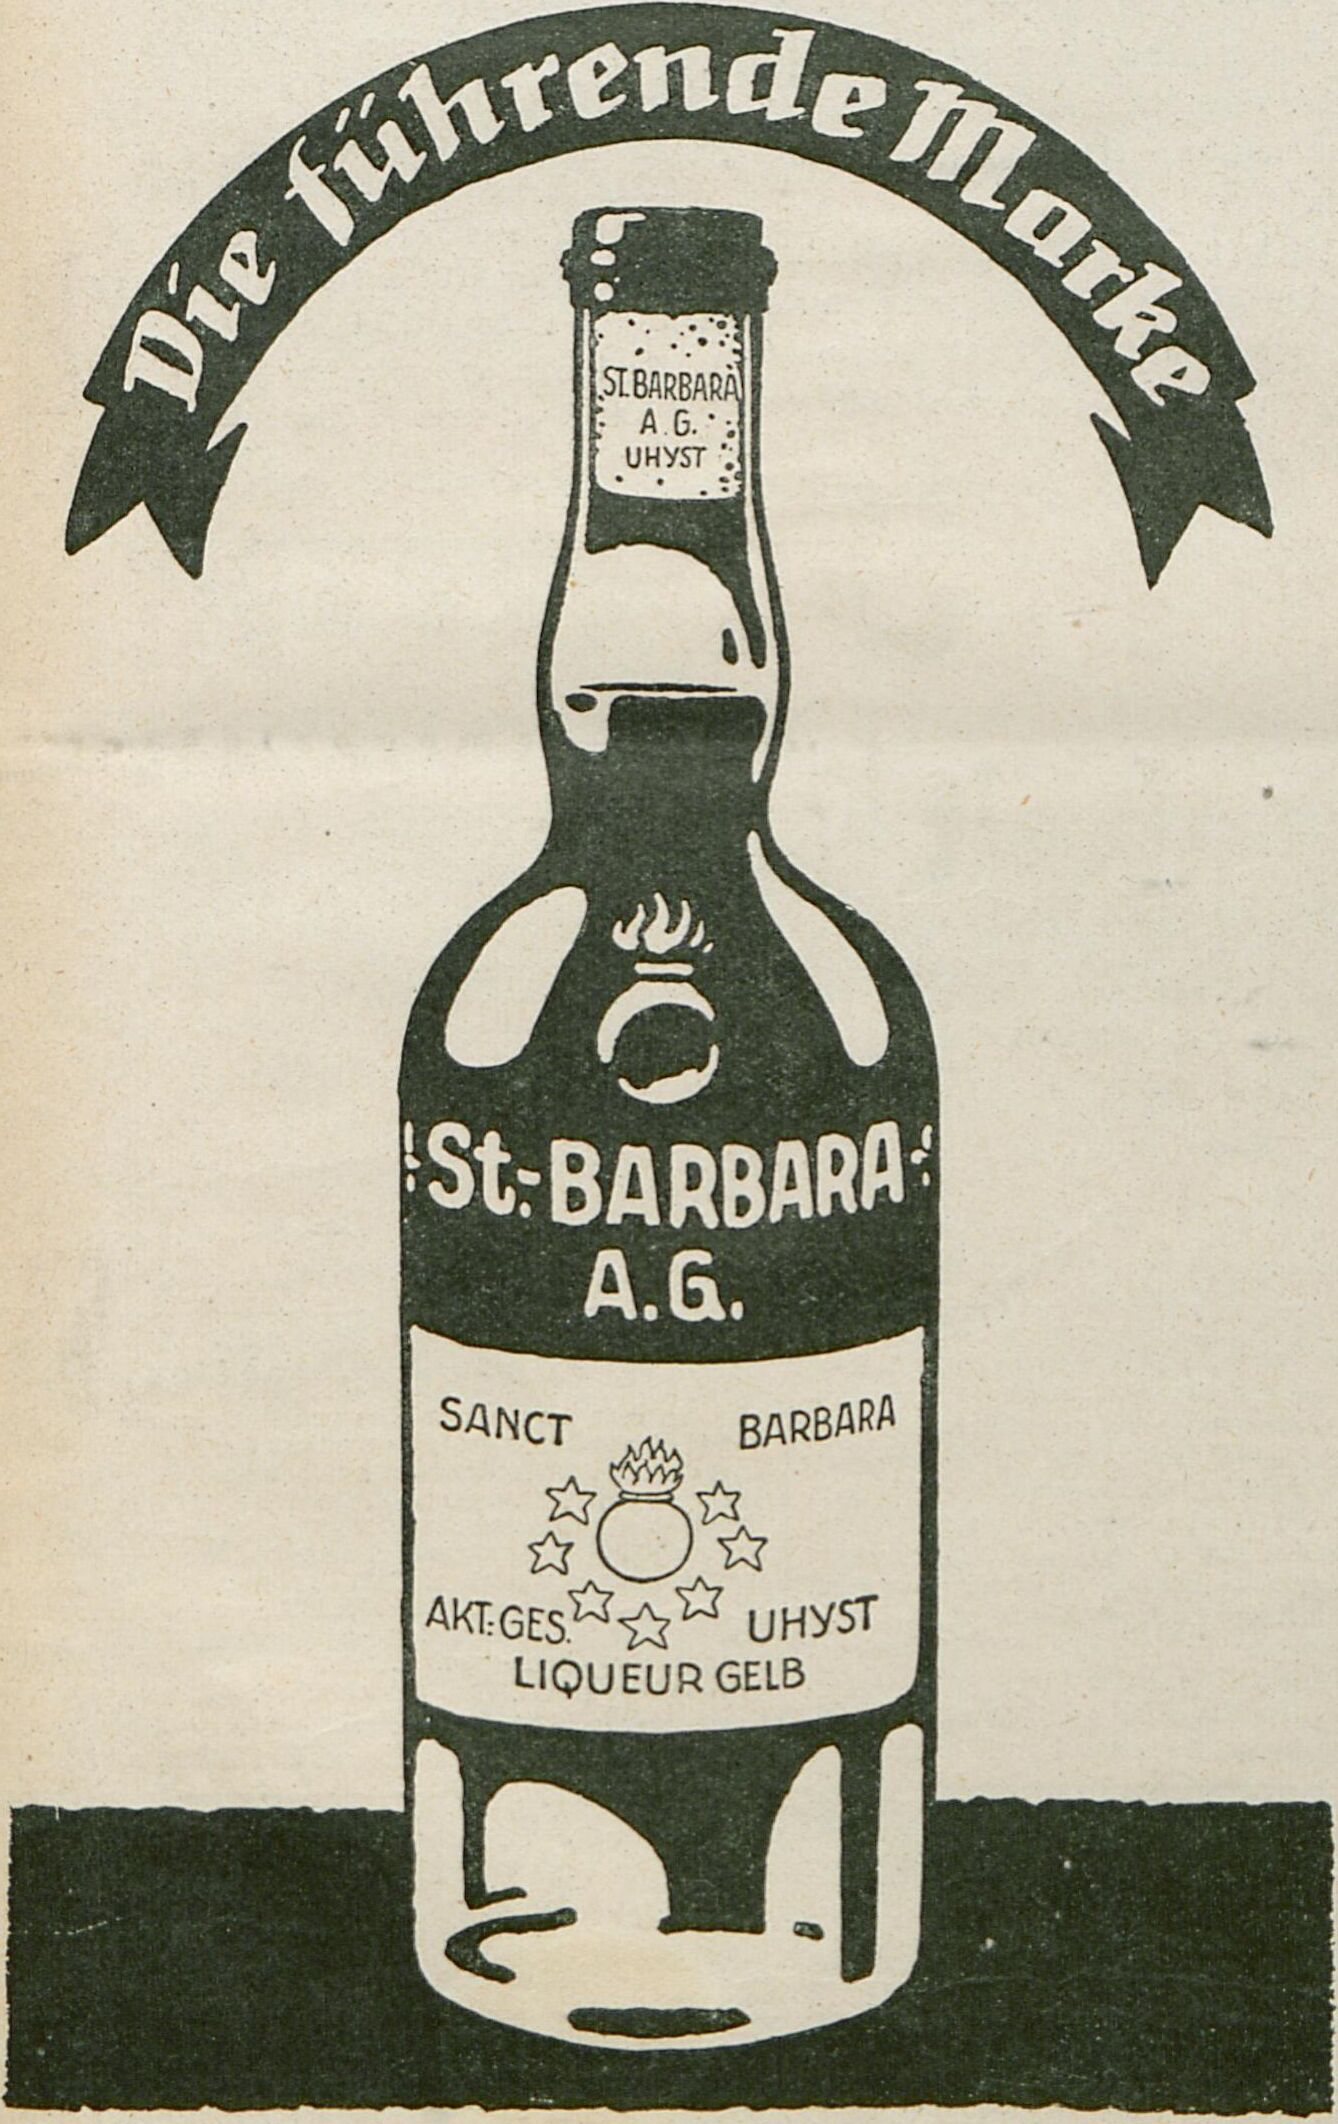 Die führende Marke
ST. BARBARA
A. G.
UHYST
St.-BARBARA
A.G.
SANCT BARBARA
AKT.-GES. UHYST
LIQUEUR GELB